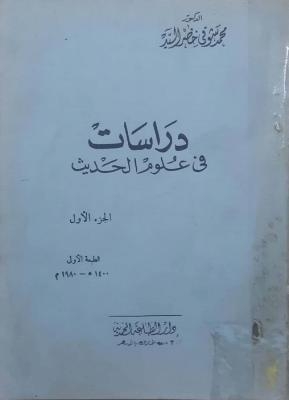 الدكتور
محمد شوقي خضر السيد
دراسات
في علوم الحديث
الجزء الأول
الطبعة الأولى
١٤٠٠ هـ - ١٩٨٠ م
دار الطباعة المحمدية